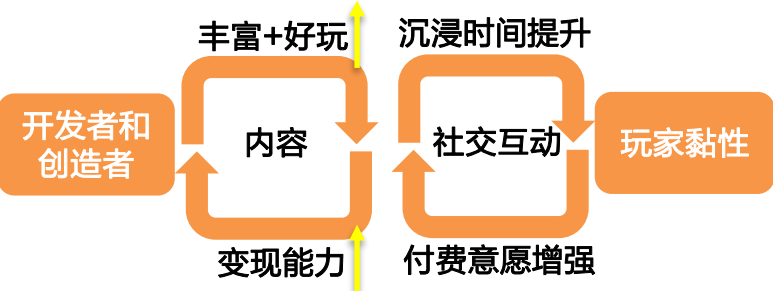 丰富+好玩
沉浸时间提升
开发者和
创造者
内容
社交互动
玩家黏性
变现能力
付费意愿增强